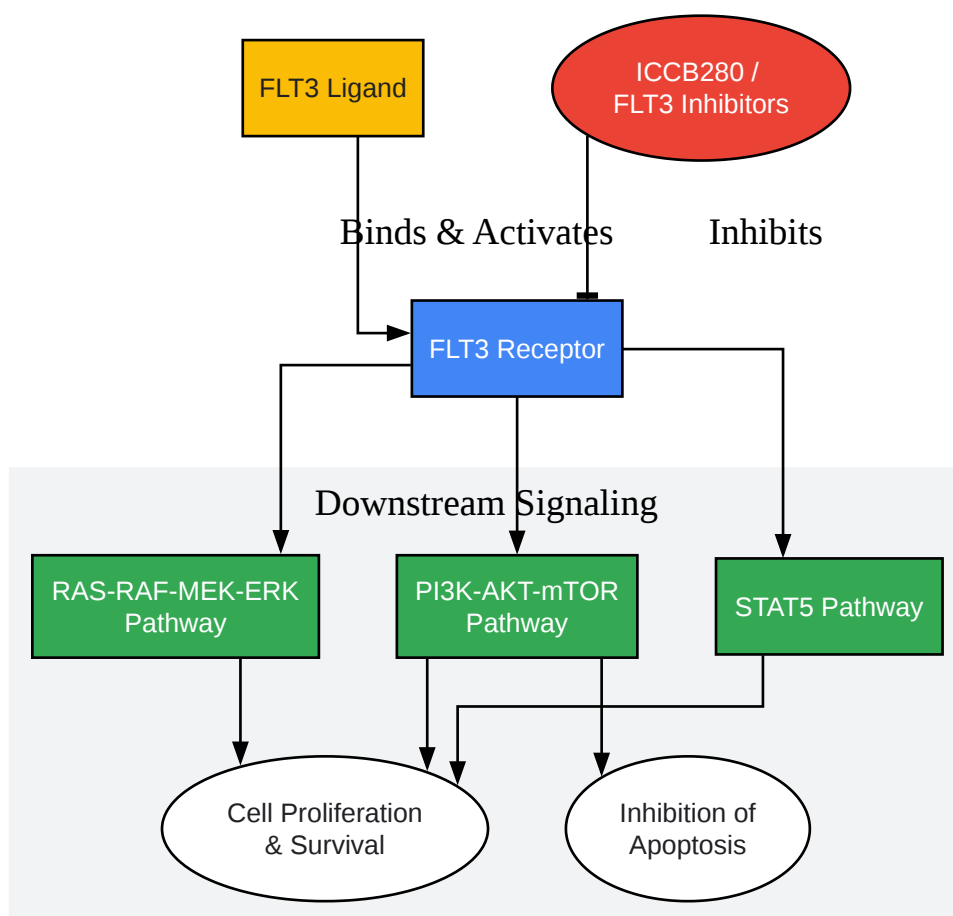 FLT3 Ligand
ICCB280 /
FLT3 Inhibitors
Binds & Activates
Inhibits
FLT3 Receptor
Downstream Signaling
RAS-RAF-MEK-ERK
Pathway
PI3K-AKT-mTOR
Pathway
STAT5 Pathway
Cell Proliferation
& Survival
Inhibition of
Apoptosis